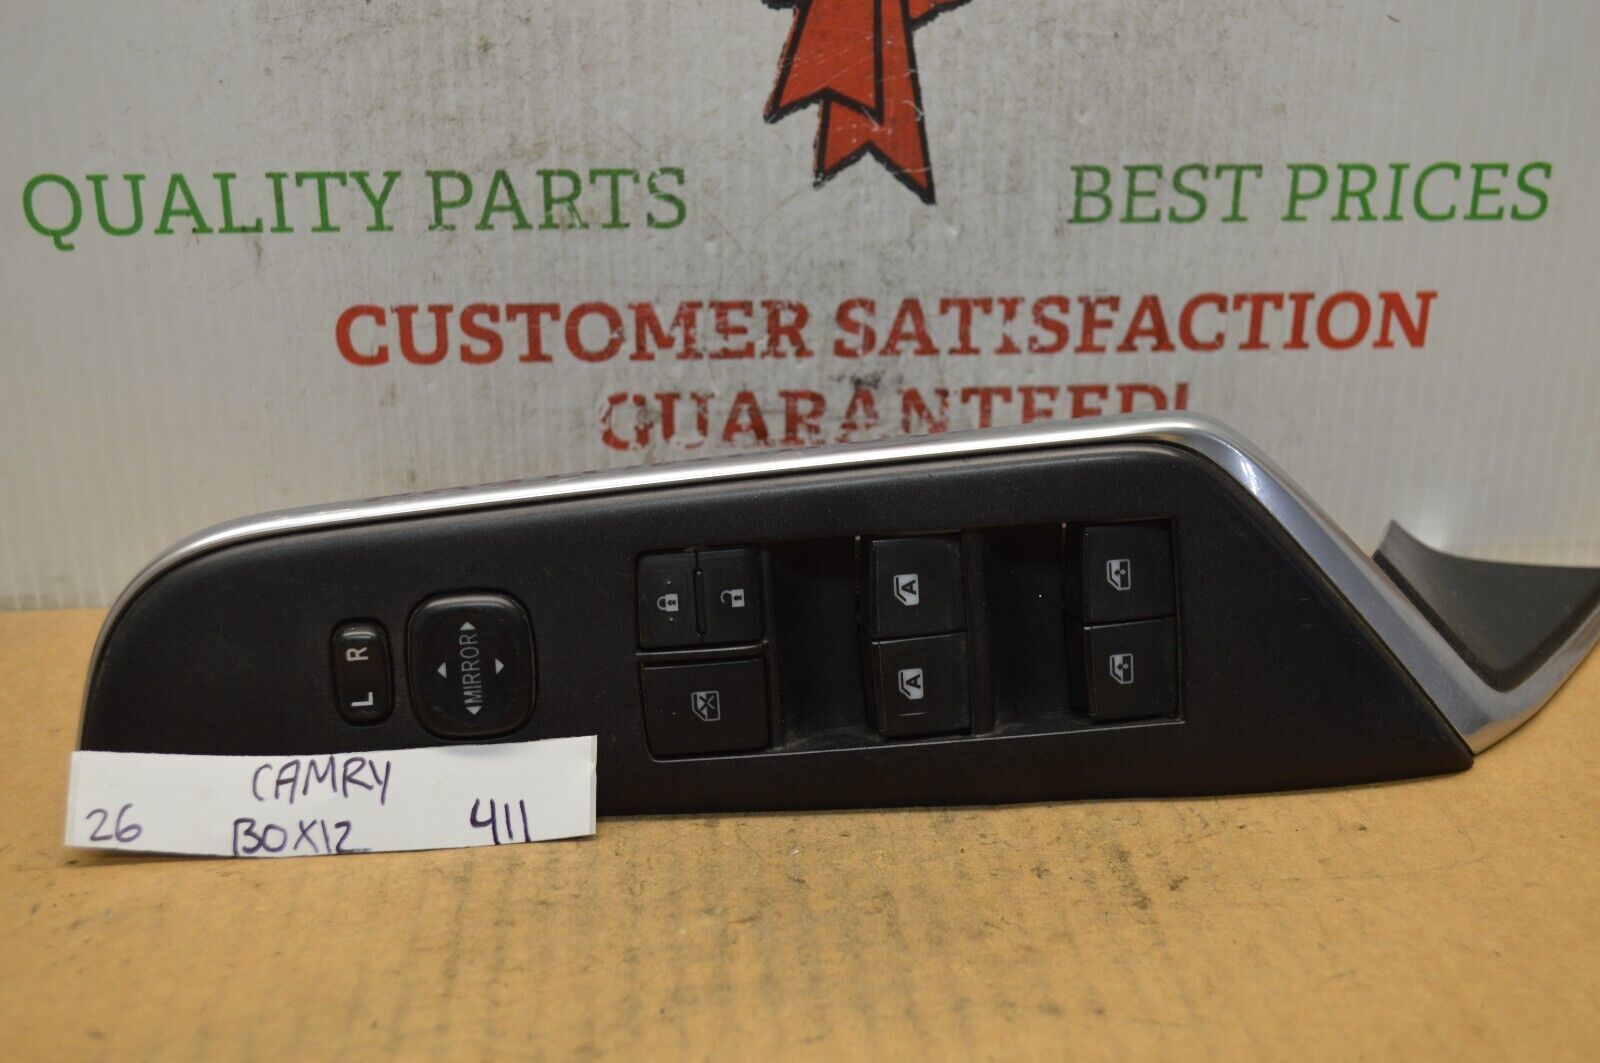 QUALITY PARTS BEST PRICES
CUSTOMER SATISFACTION
GUARANTEED!
R
L
MIRROR
A
A
CAMRY
26 BOX12 411